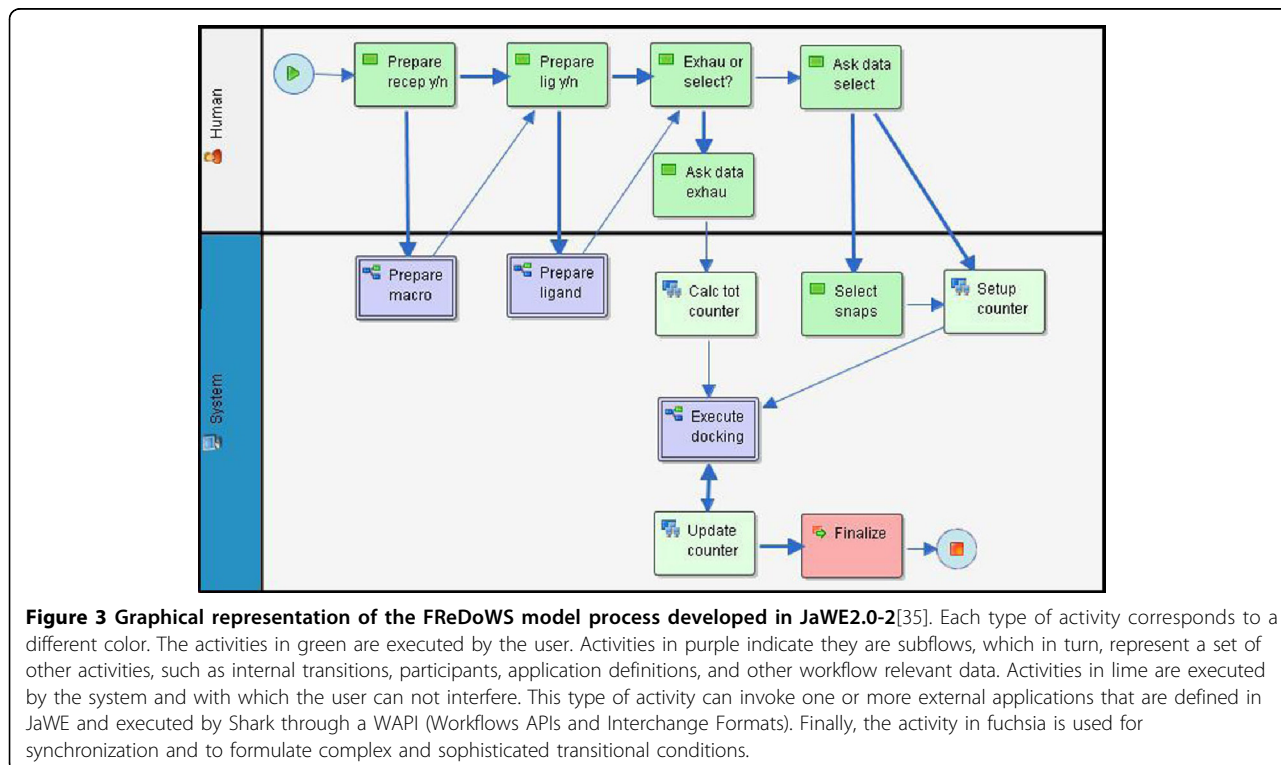 Human
System
Prepare
recep y/n
Prepare
lig y/n
Exhau or
select?
Ask data
select
Ask data
exhau
Prepare
macro
Prepare
ligand
Calc tot
counter
Select
snaps
Setup
counter
Execute
docking
Update
counter
Finalize
Figure 3 Graphical representation of the FReDoWS model process developed in JaWE2.0-2[35]. Each type of activity corresponds to a
different color. The activities in green are executed by the user. Activities in purple indicate they are subflows, which in turn, represent a set of
other activities, such as internal transitions, participants, application definitions, and other workflow relevant data. Activities in lime are executed
by the system and with which the user can not interfere. This type of activity can invoke one or more external applications that are defined in
JaWE and executed by Shark through a WAPI (Workflows APIs and Interchange Formats). Finally, the activity in fuchsia is used for
synchronization and to formulate complex and sophisticated transitional conditions.